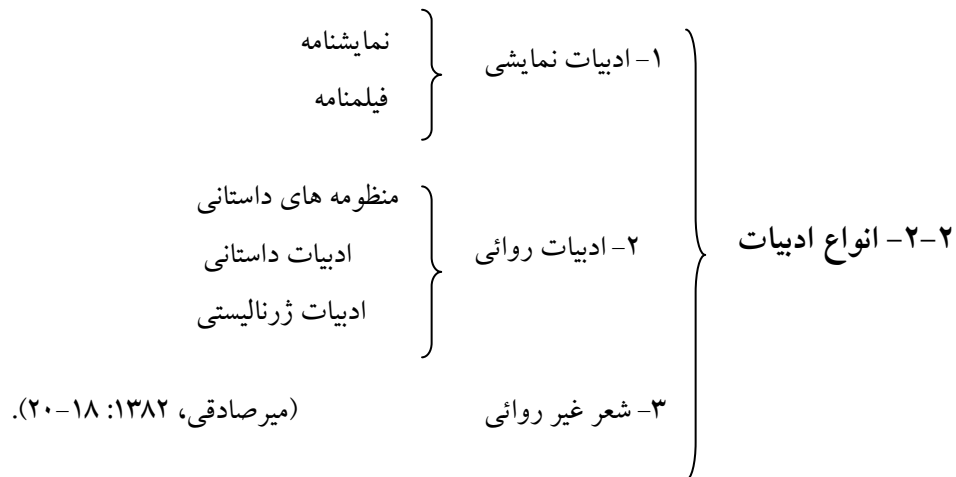 ۲-۲- انواع ادبیات
۱- ادبیات نمایشی
نمایشنامه
فیلمنامه
۲- ادبیات روائی
منظومه های داستانی
ادبیات داستانی
ادبیات ژرنالیستی
۳- شعر غیر روائی (میرصادقی، ۱۳۸۲: ۱۸-۲۰).